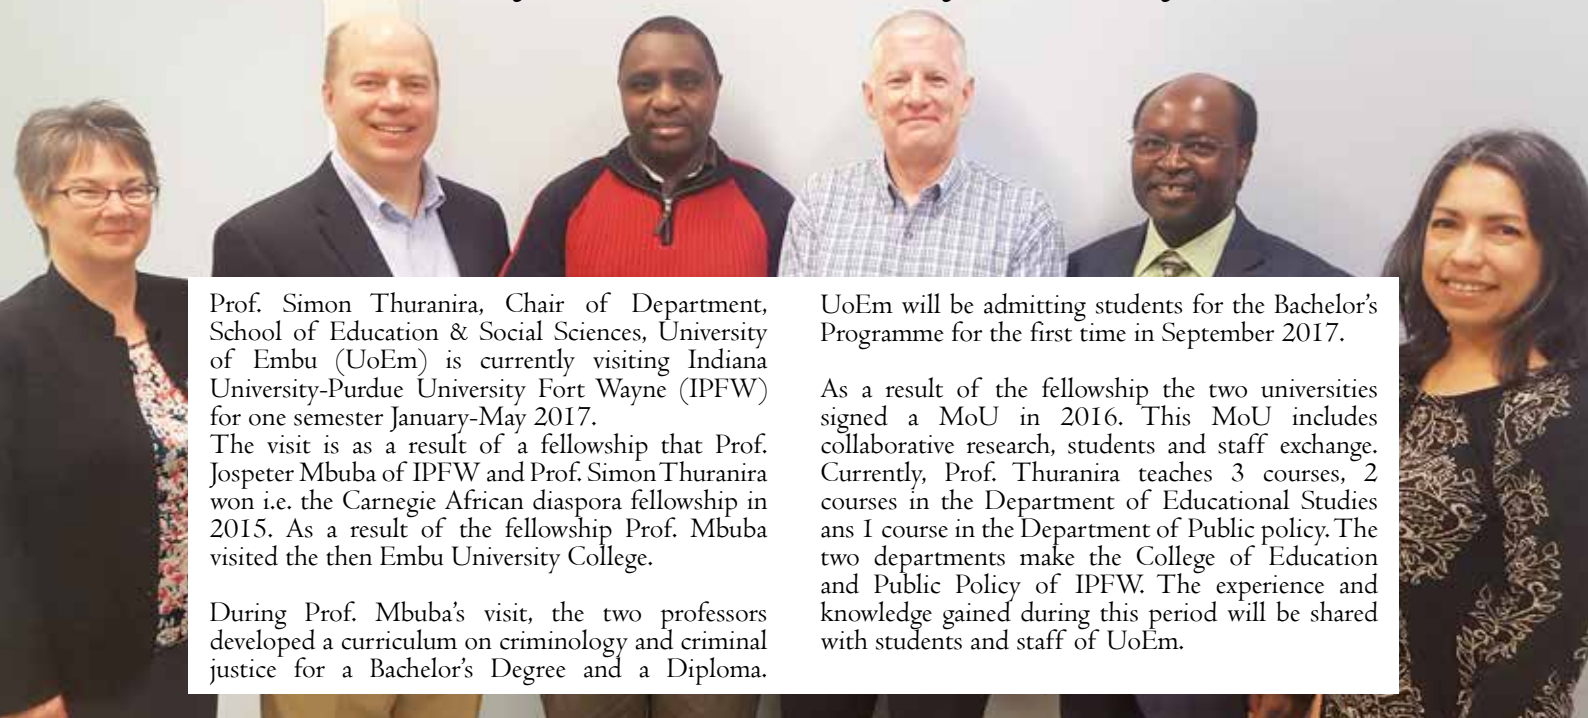 Prof. Simon Thuranira, Chair of Department,
School of Education & Social Sciences, University
of Embu (UoEm) is currently visiting Indiana
University-Purdue University Fort Wayne (IPFW)
for one semester January-May 2017.
The visit is as a result of a fellowship that Prof.
Jospeter Mbuba of IPFW and Prof. Simon Thuranira
won i.e. the Carnegie African diaspora fellowship in
2015. As a result of the fellowship Prof. Mbuba
visited the then Embu University College.
During Prof. Mbuba's visit, the two professors
developed a curriculum on criminology and criminal
justice for a Bachelor's Degree and a Diploma.
UoEm will be admitting students for the Bachelor's
Programme for the first time in September 2017.
As a result of the fellowship the two universities
signed a MoU in 2016. This MoU includes
collaborative research, students and staff exchange.
Currently, Prof. Thuranira teaches 3 courses, 2
courses in the Department of Educational Studies
ans 1 course in the Department of Public policy. The
two departments make the College of Education
and Public Policy of IPFW. The experience and
knowledge gained during this period will be shared
with students and staff of UoEm.